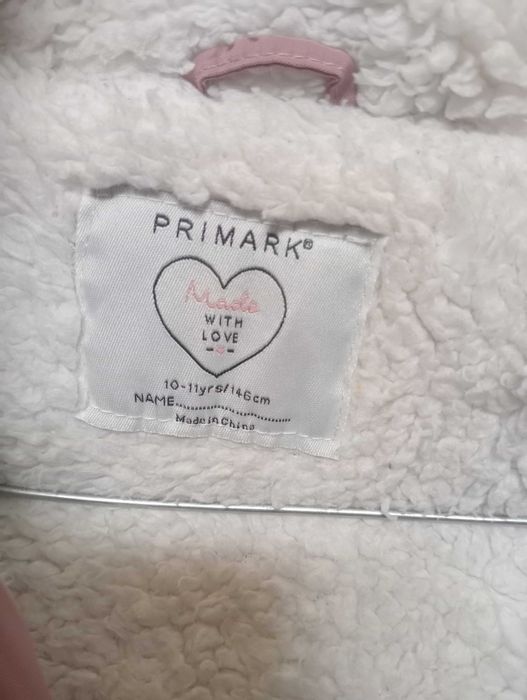 PRIMARK®
Made
WITH
LOVE
10-11yrs/146cm
NAME..............................
Made in China